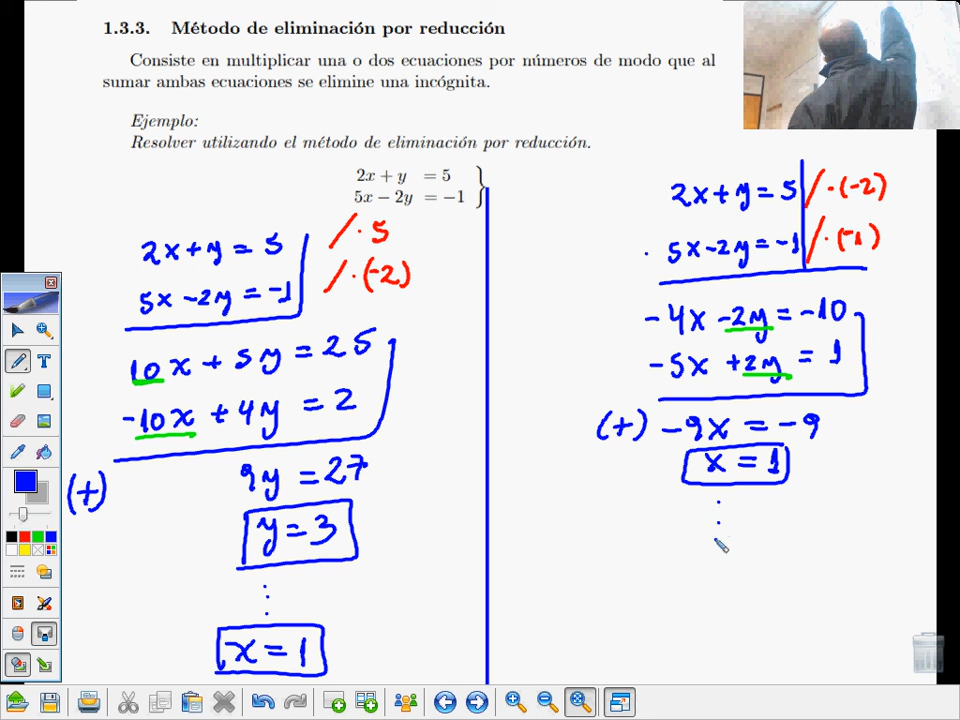 1.3.3. Método de eliminación por reducción
Consiste en multiplicar una o dos ecuaciones por números de modo que al
sumar ambas ecuaciones se elimine una incógnita.
Ejemplo:
Resolver utilizando el método de eliminación por reducción.
2x + y = 5
5x − 2y = −1
2x+y = 5 /·5
5x -2y = -1 /·(-2)
10x + 5y = 25
-10x + 4y = 2
(+) 9y = 27
y = 3
⋮
x = 1
2x+y = 5 /·(-2)
5x-2y = -1 /·(-1)
-4x -2y = -10
-5x +2y = 1
(+) -9x = -9
x = 1
⋮
T